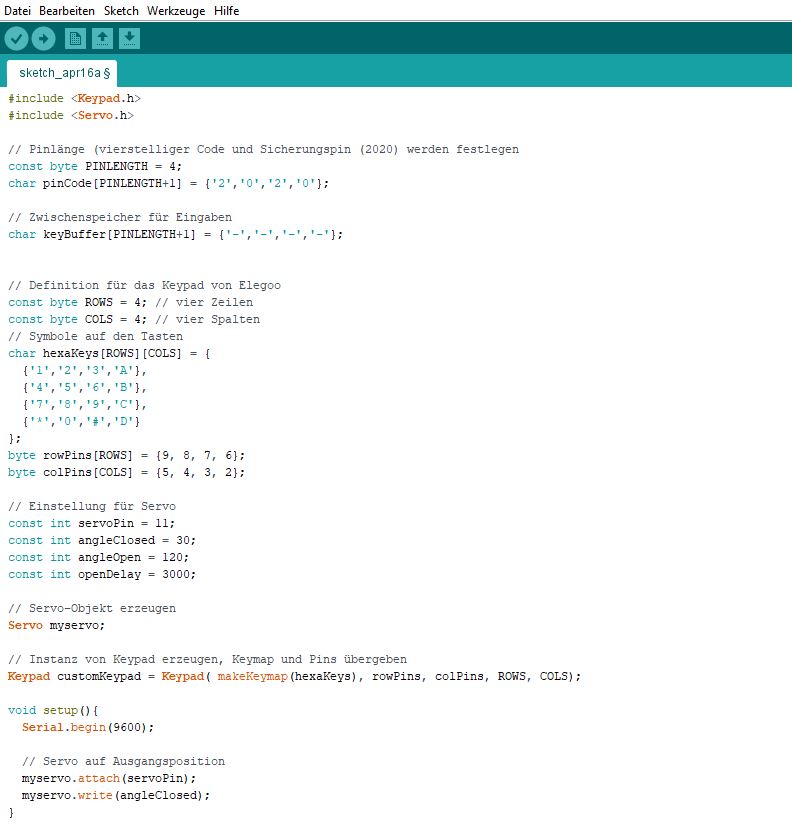 Datei Bearbeiten Sketch Werkzeuge Hilfe
sketch_apr16a §
#include <Keypad.h>
#include <Servo.h>
// Pinlänge (vierstelliger Code und Sicherungspin (2020) werden festlegen
const byte PINLENGTH = 4;
char pinCode[PINLENGTH+1] = {'2','0','2','0'};
// Zwischenspeicher für Eingaben
char keyBuffer[PINLENGTH+1] = {'-','-','-','-'};
// Definition für das Keypad von Elegoo
const byte ROWS = 4; // vier Zeilen
const byte COLS = 4; // vier Spalten
// Symbole auf den Tasten
char hexaKeys[ROWS][COLS] = {
  {'1','2','3','A'},
  {'4','5','6','B'},
  {'7','8','9','C'},
  {'*','0','#','D'}
};
byte rowPins[ROWS] = {9, 8, 7, 6};
byte colPins[COLS] = {5, 4, 3, 2};
// Einstellung für Servo
const int servoPin = 11;
const int angleClosed = 30;
const int angleOpen = 120;
const int openDelay = 3000;
// Servo-Objekt erzeugen
Servo myservo;
// Instanz von Keypad erzeugen, Keymap und Pins übergeben
Keypad customKeypad = Keypad( makeKeymap(hexaKeys), rowPins, colPins, ROWS, COLS);
void setup(){
  Serial.begin(9600);
  // Servo auf Ausgangsposition
  myservo.attach(servoPin);
  myservo.write(angleClosed);
}